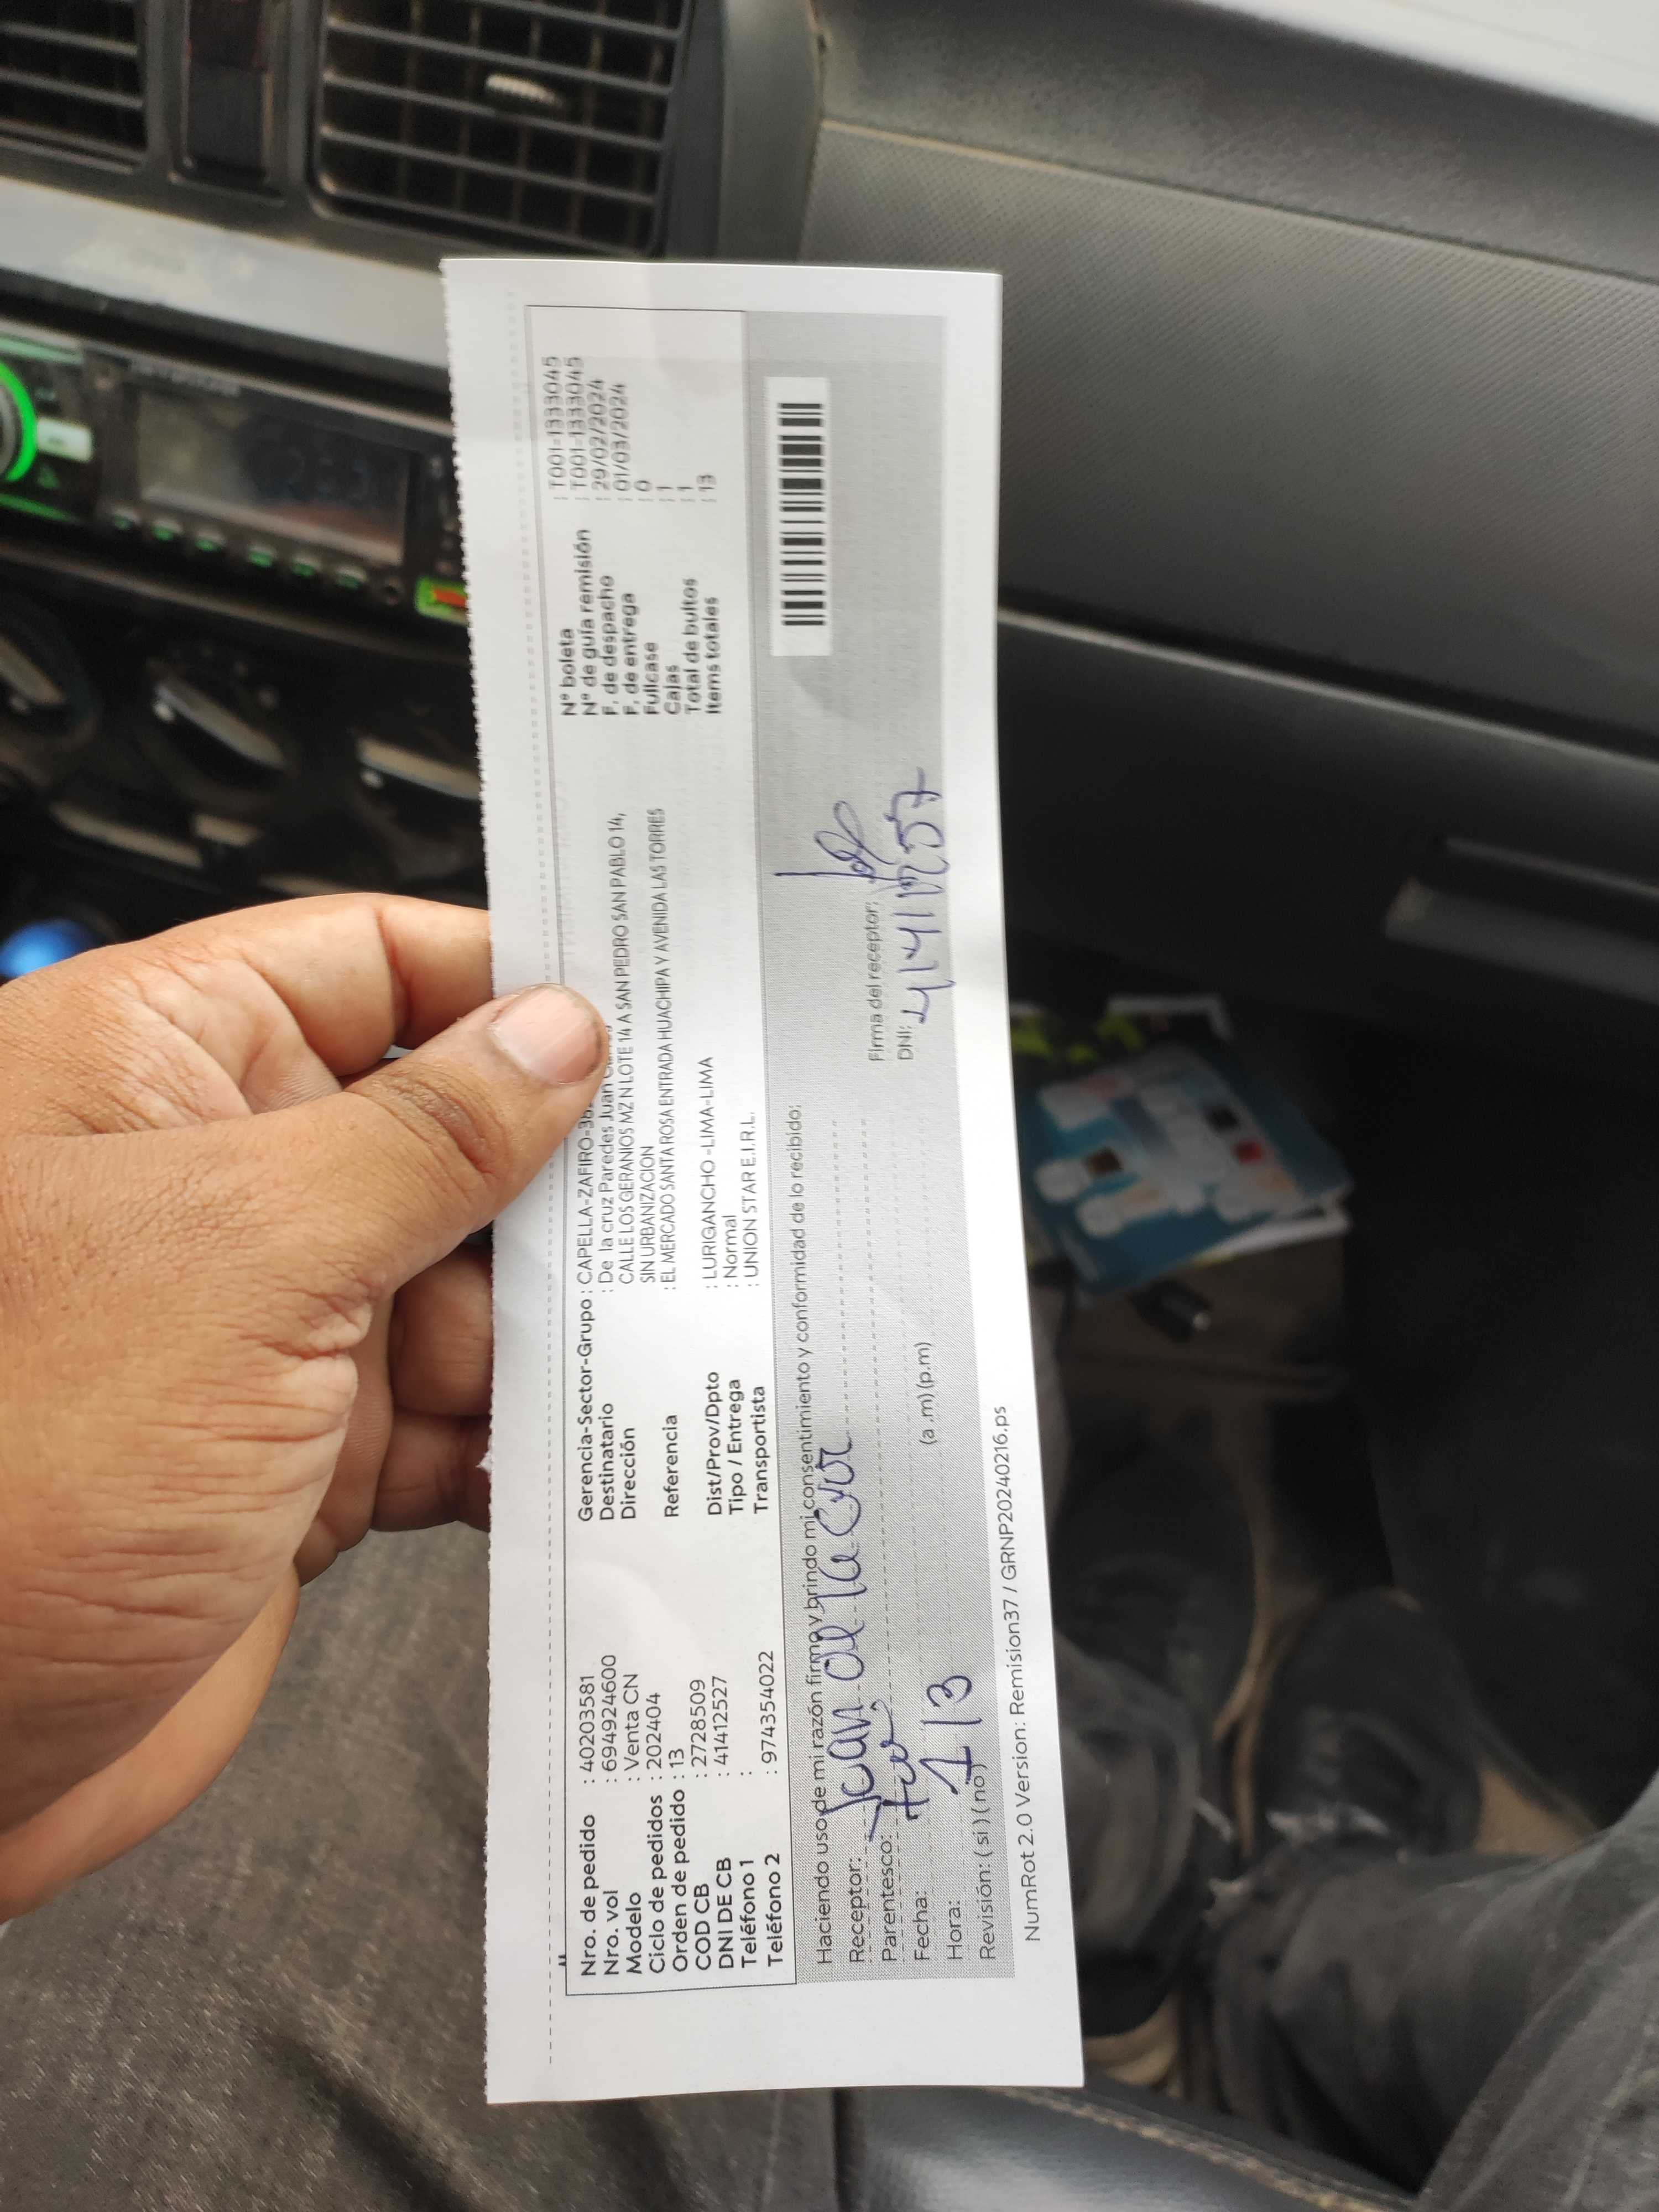 Nro. de pedido : 40203581
Nro. vol : 694924600
Modelo : Venta CN
Ciclo de pedidos : 202404
Orden de pedido : 13
COD CB : 2728509
DNI DE CB : 41412527
Teléfono 1 :
Teléfono 2 : 974354022
Gerencia-Sector-Grupo : CAPELLA-ZAFIRO-
Destinatario : De la cruz Paredes Juan
Dirección CALLE LOS GERANIOS MZ N LOTE 14 A SAN PEDRO SAN PABLO 14,
SIN URBANIZACION
Referencia : EL MERCADO SANTA ROSA ENTRADA HUACHIPA Y AVENIDA LAS TORRES
Dist/Prov/Dpto : LURIGANCHO -LIMA-LIMA
Tipo / Entrega : Normal
Transportista : UNION STAR E.I.R.L.
N° boleta : T001-1333045
N° de guía remisión : T001-1333045
F. de despacho : 29/02/2024
F. de entrega : 01/03/2024
Fullcase : 0
Cajas : 1
Total de bultos : 1
Items totales : 13
Haciendo uso de mi razón firmo y brindo mi consentimiento y conformidad de lo recibido:
Receptor: Juan
Parentesco:
Fecha: 1/3
Hora: (a.m) (p.m)
Revisión: ( si ) ( no )
Firma del receptor:
DNI:
NumRot 2.0 Version: Remision37 / GRNP20240216.ps